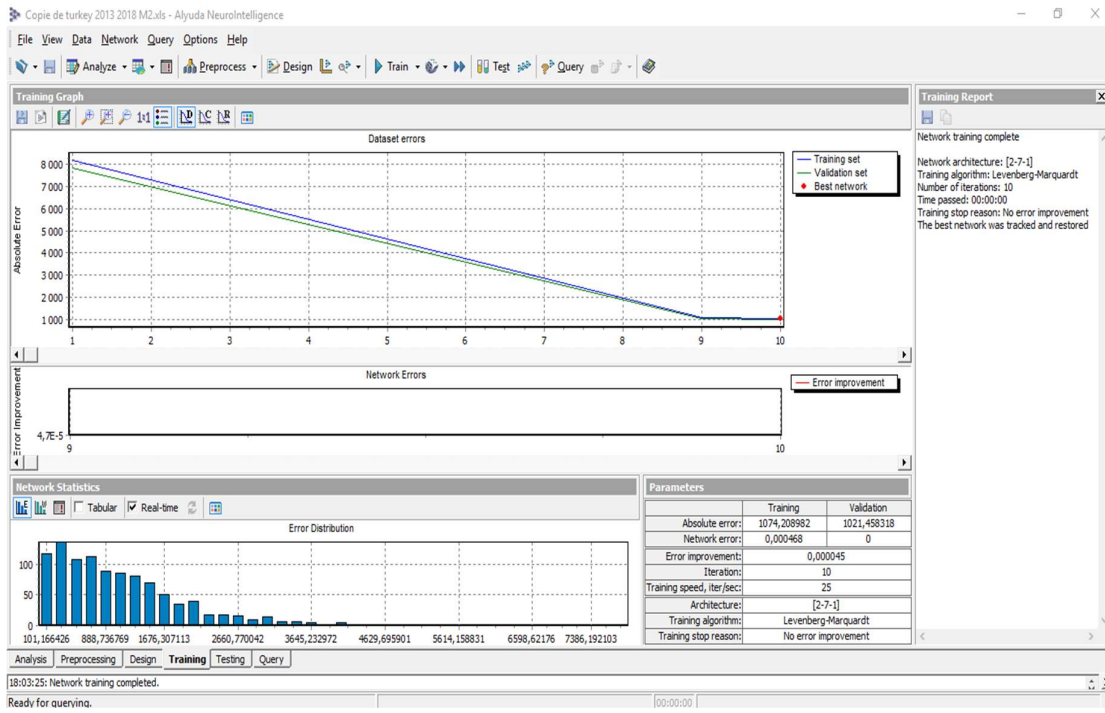 Copie de turkey 2013 2018 M2.xls - Alyuda NeuroIntelligence
File View Data Network Query Options Help
Analyze Preprocess Design Train Test Query
Training Graph
1:1 D C R
Dataset errors
Absolute Error
8 000
7 000
6 000
5 000
4 000
3 000
2 000
1 000
1 2 3 4 5 6 7 8 9 10
Training set
Validation set
Best network
Network Errors
Error Improvement
4,7E-5
9 10
Error improvement
Network Statistics
Tabular Real-time
Error Distribution
100
50
0
101,166426 888,736769 1676,307113 2660,770042 3645,232972 4629,695901 5514,158831 6598,62176 7386,192103
Parameters
Training Validation
Absolute error: 1074,208982 1021,458318
Network error: 0,000468 0
Error improvement: 0,000045
Iteration: 10
Training speed, iter/sec: 25
Architecture: [2-7-1]
Training algorithm: Levenberg-Marquardt
Training stop reason: No error improvement
Training Report
Network training complete
Network architecture: [2-7-1]
Training algorithm: Levenberg-Marquardt
Number of iterations: 10
Time passed: 00:00:00
Training stop reason: No error improvement
The best network was tracked and restored
Analysis Preprocessing Design Training Testing Query
18:03:25: Network training completed.
Ready for querying. 00:00:00